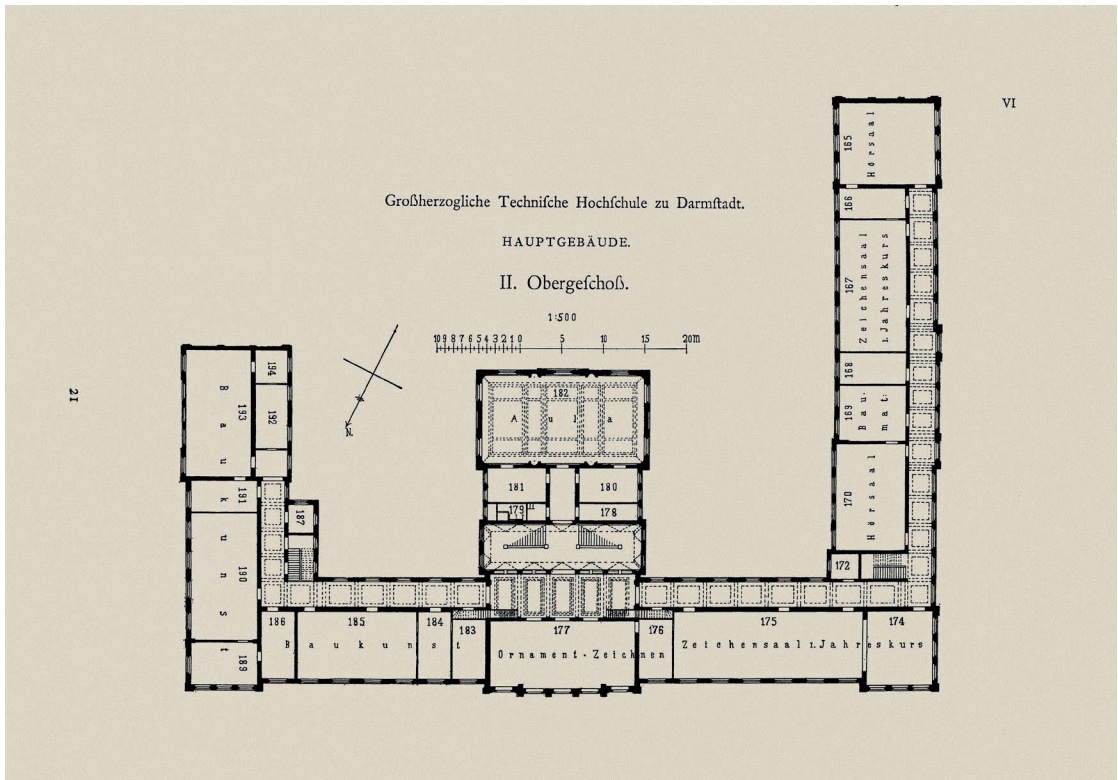 VI
Großherzogliche Techniſche Hochſchule zu Darmſtadt.
HAUPTGEBÄUDE.
II. Obergeſchoß.
1:500
10 9 8 7 6 5 4 3 2 1 0 5 10 15 20m
N.
21
165 Hörsaal
166
167 Zeichensaal
1. Jahreskurs
168
169 Bau-
mat:
170 Hörsaal
172
182
Aula
181
180
179
178
194
193
192
191
190
189
Baukunst
187
186
185
184
183
Baukunst
177
Ornament-Zeichnen
176
175
174
Zeichensaal 1. Jahreskurs